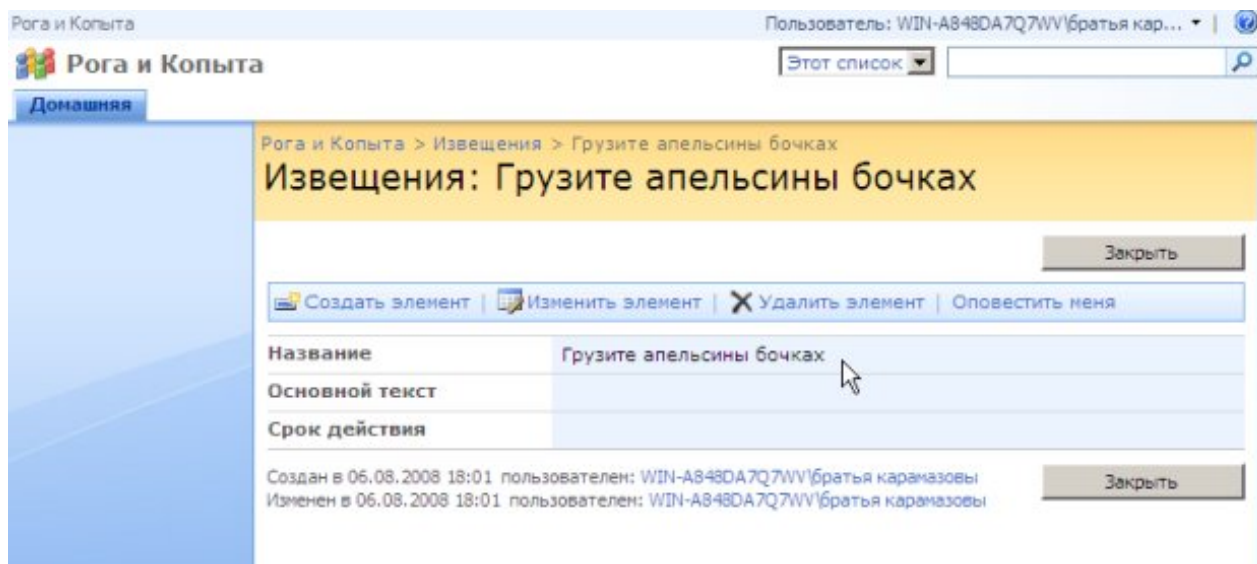 Рога и Копыта
Пользователь: WIN-A848DA7Q7WV\братья кар... |
Рога и Копыта
Этот список
Домашняя
Рога и Копыта > Извещения > Грузите апельсины бочках
Извещения: Грузите апельсины бочках
Закрыть
Создать элемент | Изменить элемент | Удалить элемент | Оповестить меня
Название Грузите апельсины бочках
Основной текст
Срок действия
Создан в 06.08.2008 18:01 пользователем: WIN-A848DA7Q7WV\братья карамазовы
Изменен в 06.08.2008 18:01 пользователем: WIN-A848DA7Q7WV\братья карамазовы
Закрыть